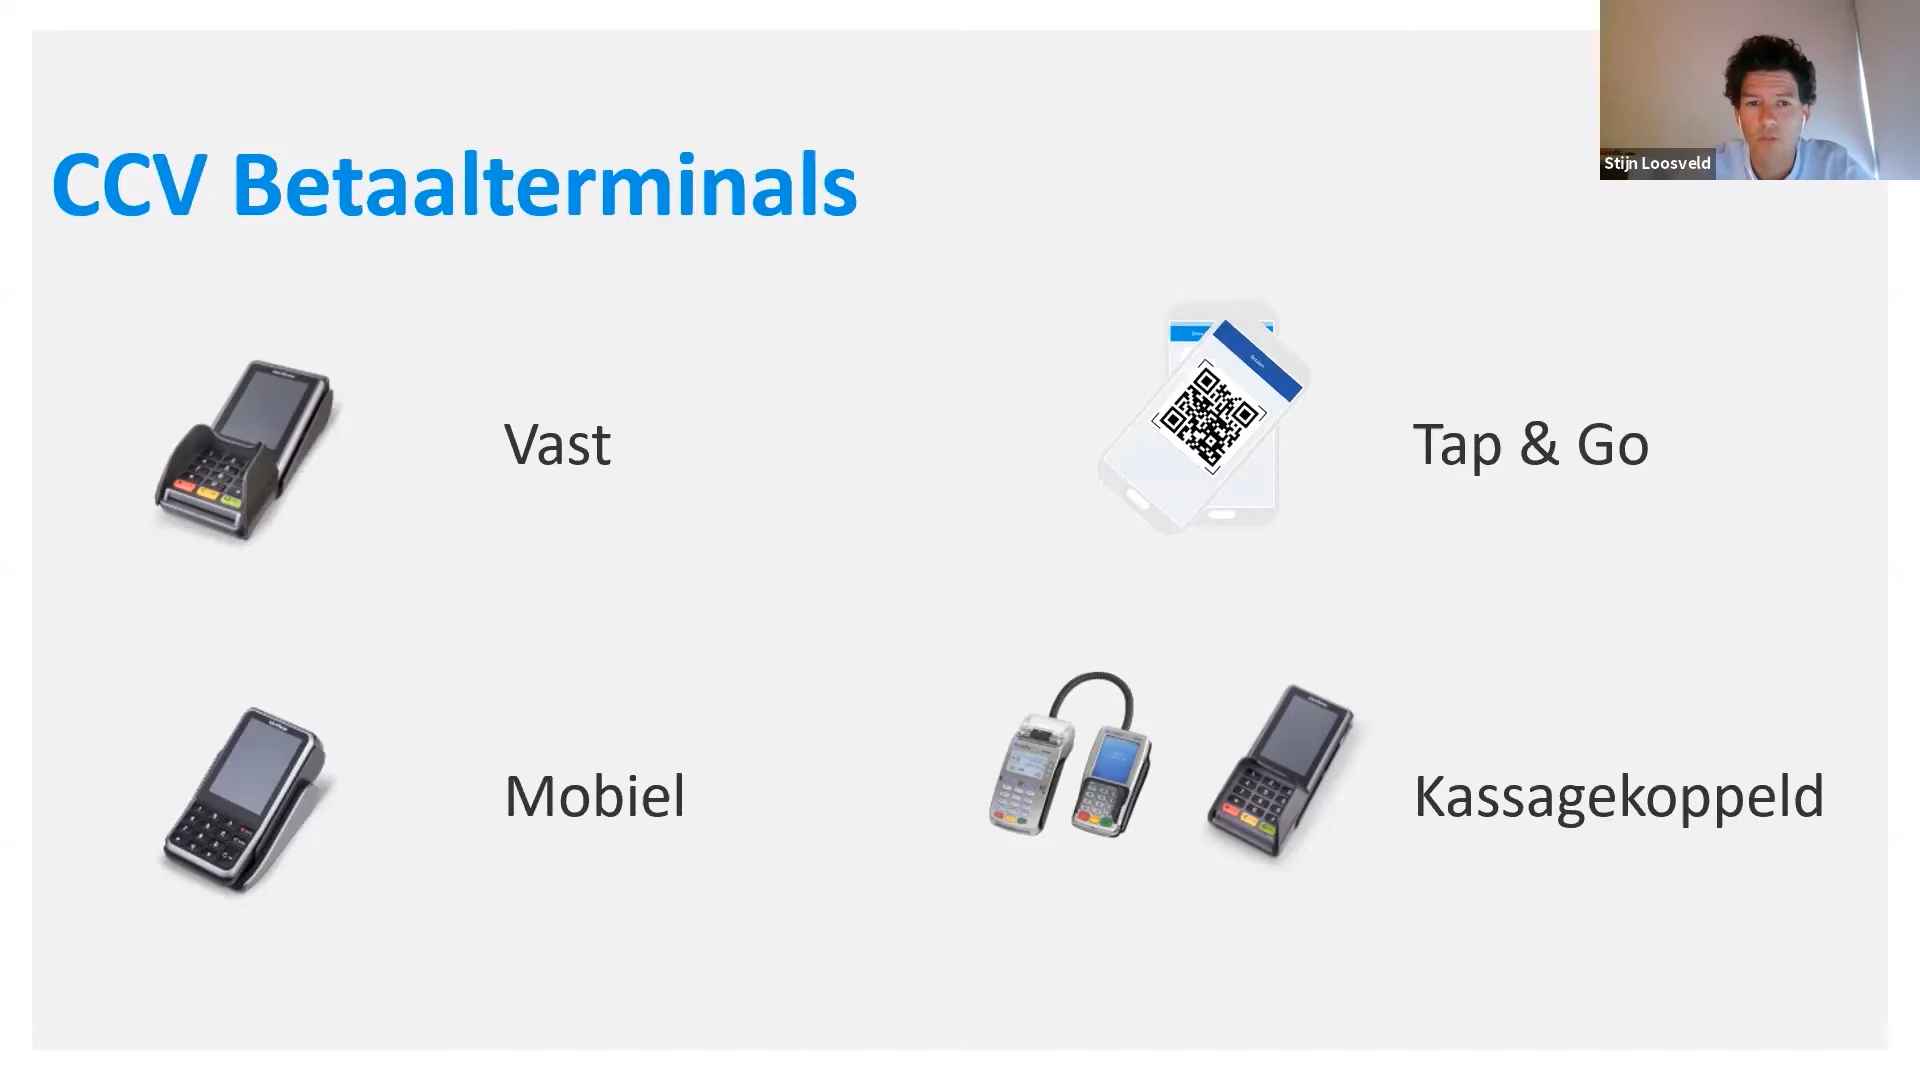 CCV Betaalterminals
Stijn Loosveld
Vast
Tap & Go
Mobiel
Kassagekoppeld